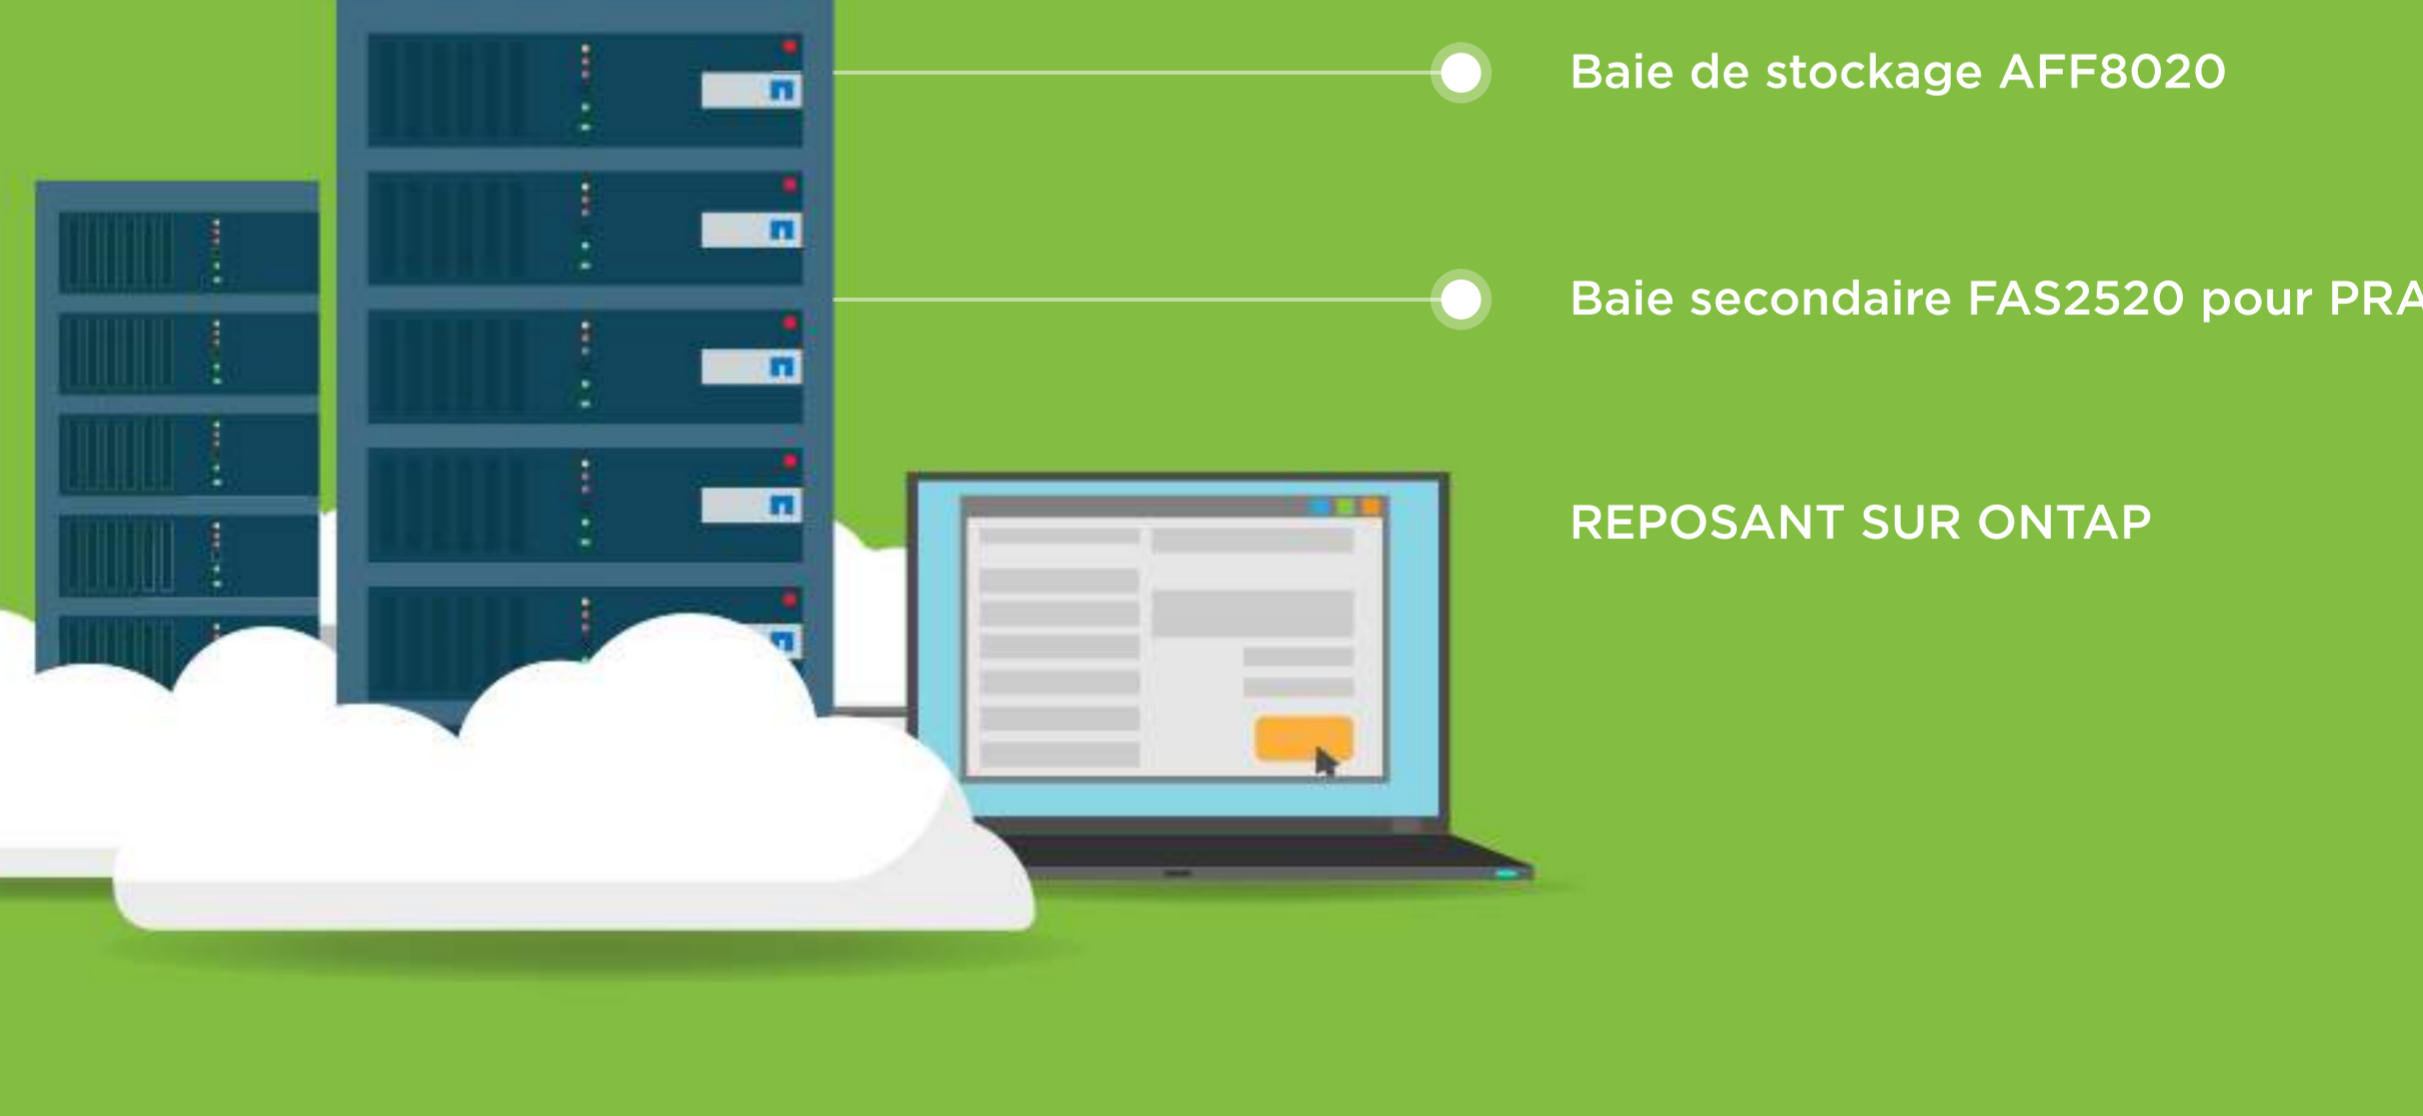 Baie de stockage AFF8020
Baie secondaire FAS2520 pour PRA
REPOSANT SUR ONTAP